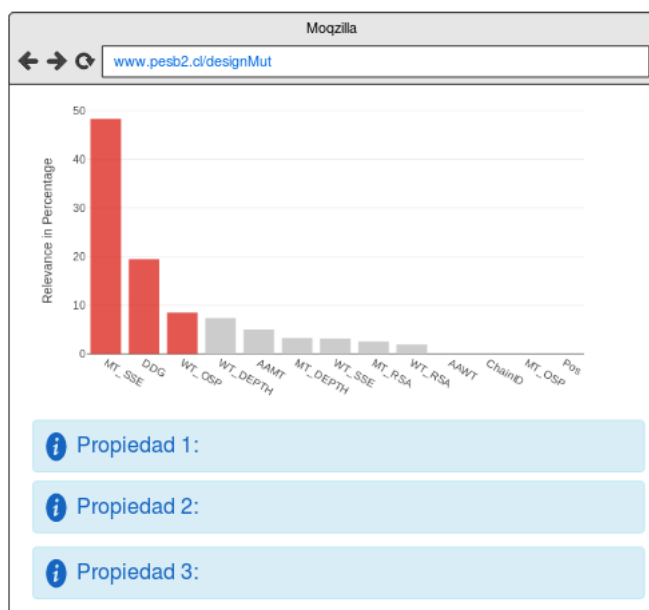 Moqzilla
www.pesb2.cl/designMut
50
40
30
20
10
0
Relevance in Percentage
MT_SSE
DDG
WT_OSP
WT_DEPTH
AAMT
MT_DEPTH
WT_SSE
MT_RSA
WT_RSA
AAWT
ChainID
MT_OSP
Pos
Propiedad 1:
Propiedad 2:
Propiedad 3: